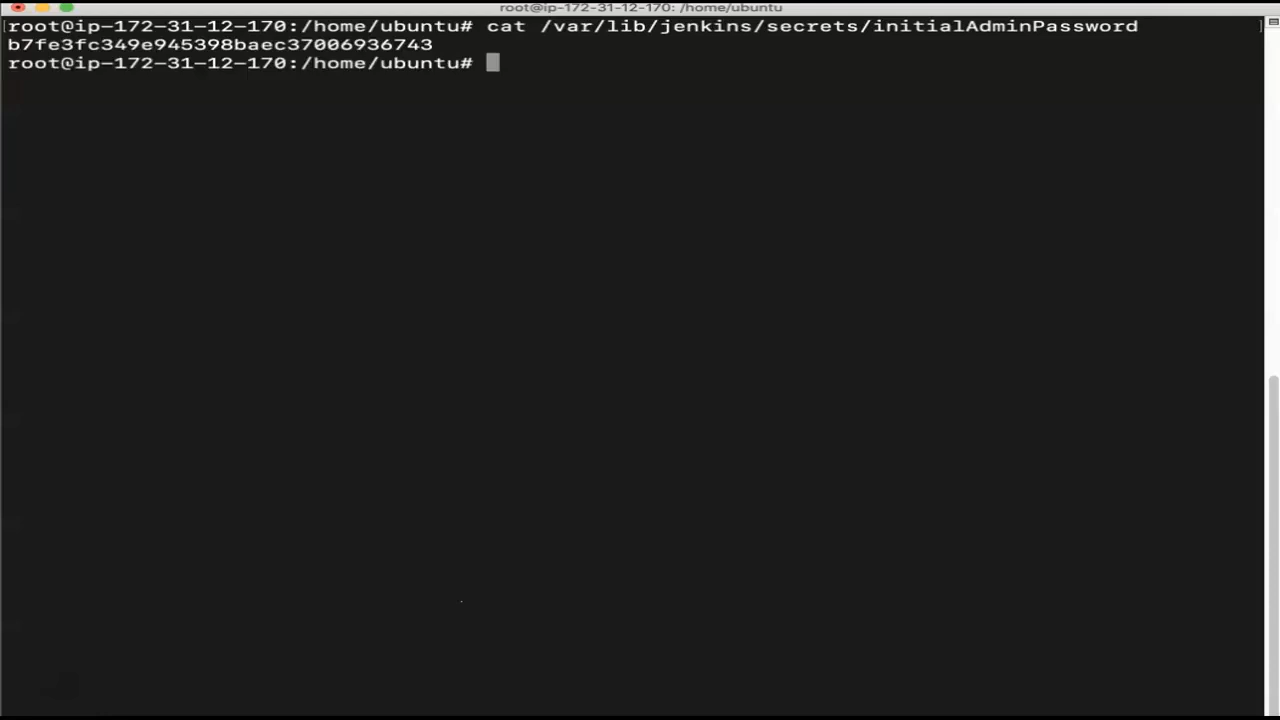 root@ip-172-31-12-170: /home/ubuntu
root@ip-172-31-12-170:/home/ubuntu# cat /var/lib/jenkins/secrets/initialAdminPassword
b7fe3fc349e945398baec37006936743
root@ip-172-31-12-170:/home/ubuntu#